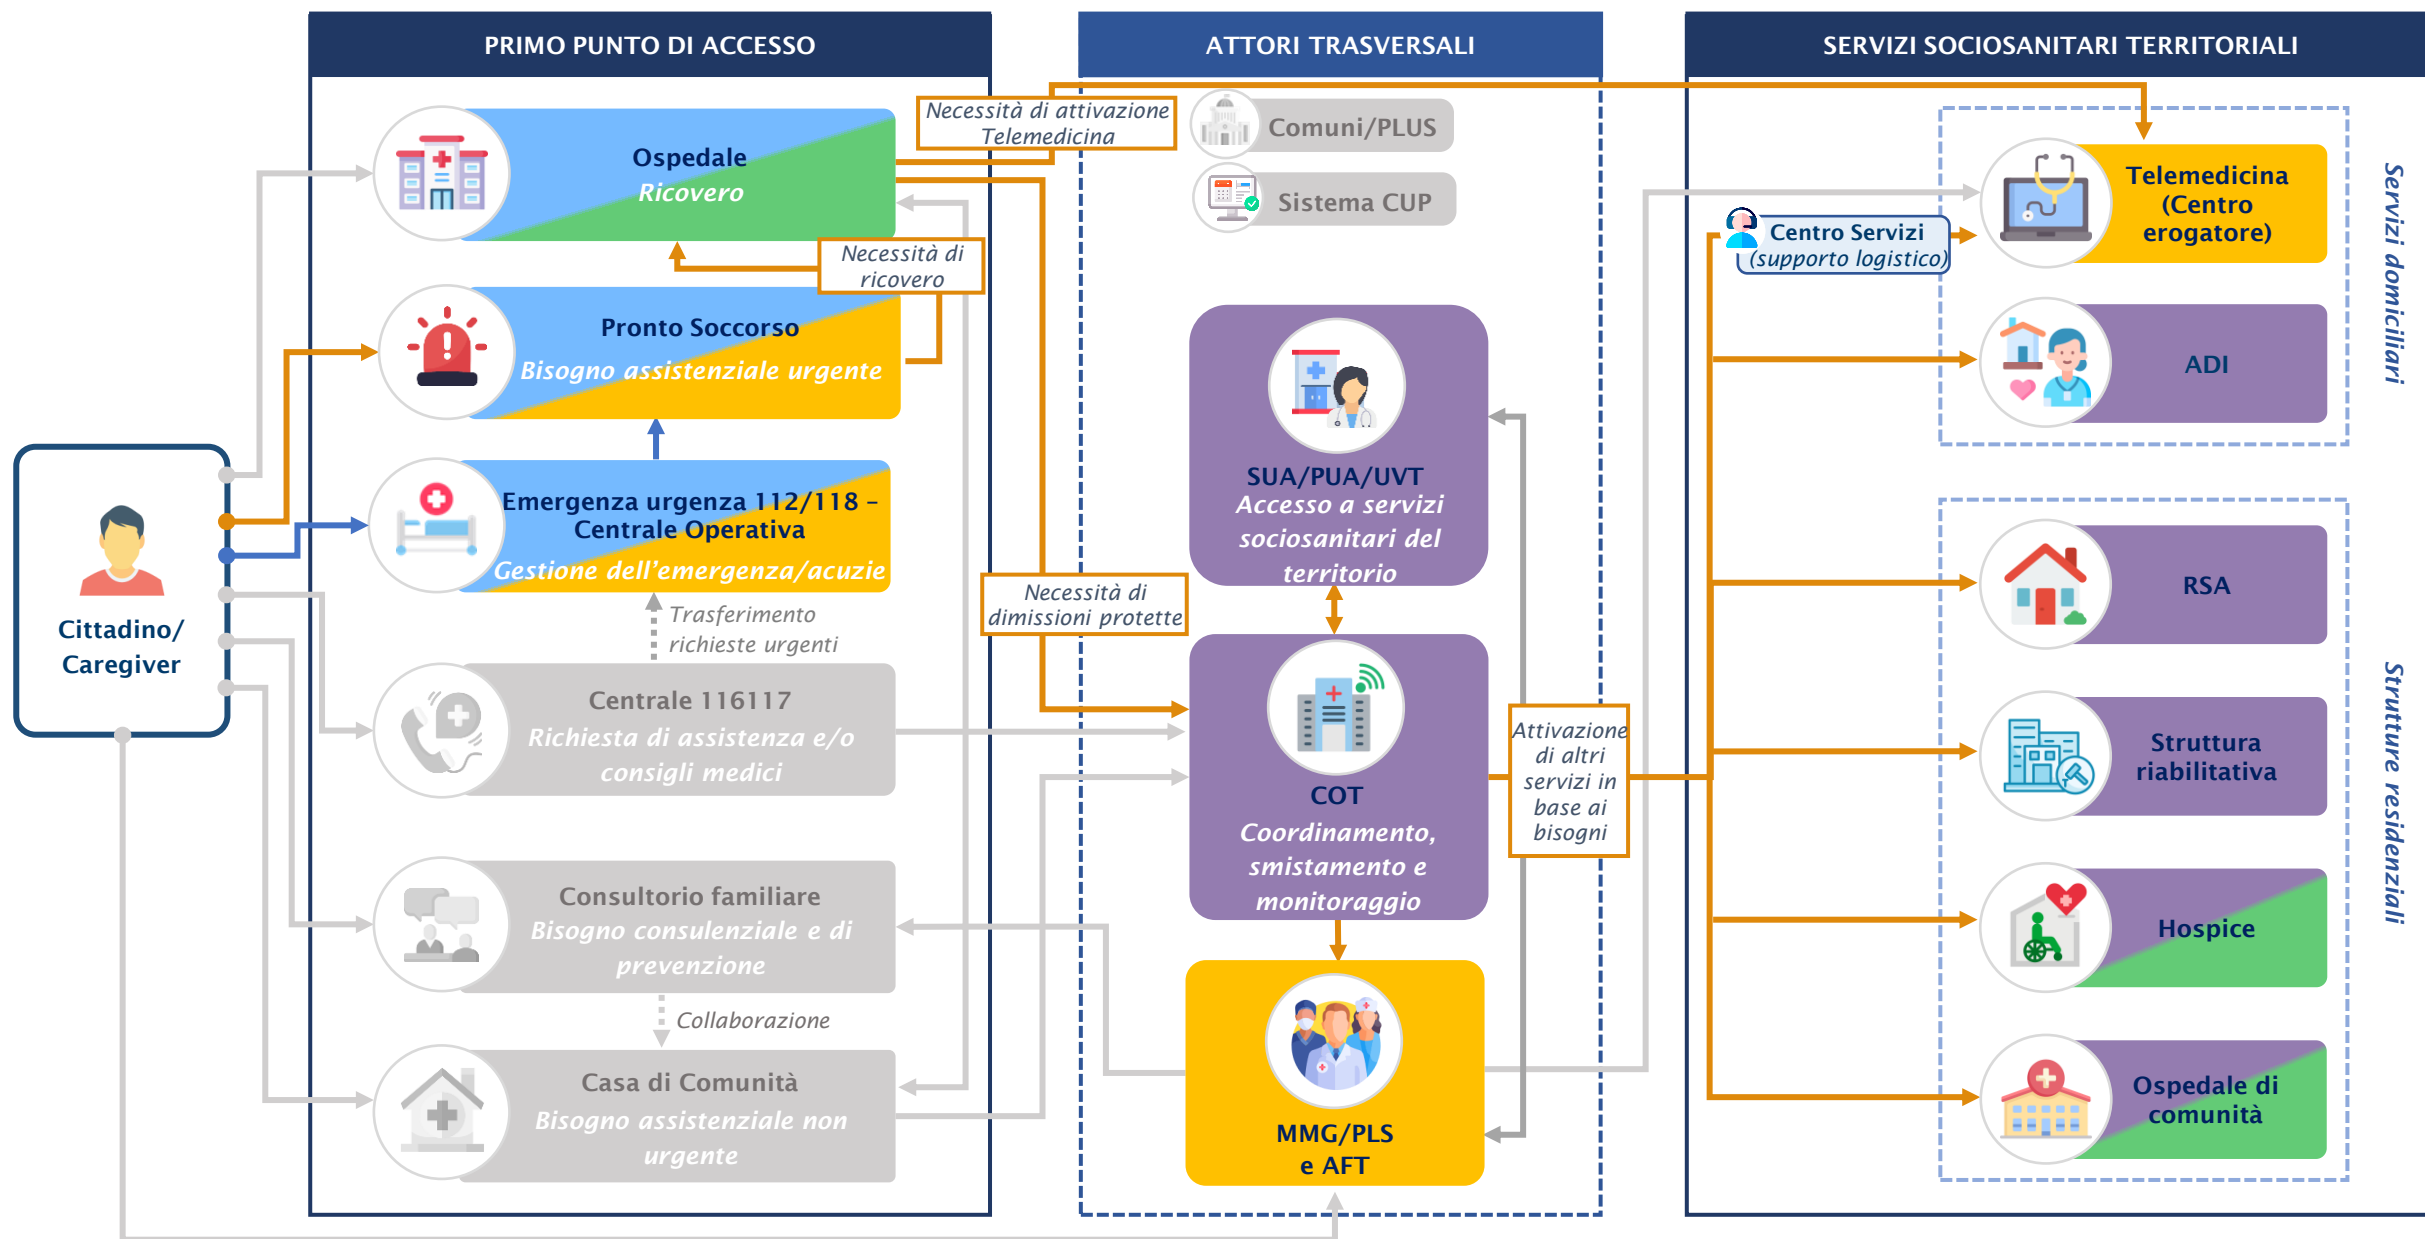 PRIMO PUNTO DI ACCESSO
ATTORI TRASVERSALI
SERVIZI SOCIOSANITARI TERRITORIALI
Cittadino/
Caregiver
Ospedale
Ricovero
Necessità di attivazione
Telemedicina
Necessità di
ricovero
Pronto Soccorso
Bisogno assistenziale urgente
Emergenza urgenza 112/118 –
Centrale Operativa
Gestione dell'emergenza/acuzie
Trasferimento
richieste urgenti
Necessità di
dimissioni protette
Centrale 116117
Richiesta di assistenza e/o
consigli medici
Consultorio familiare
Bisogno consulenziale e di
prevenzione
Collaborazione
Casa di Comunità
Bisogno assistenziale non
urgente
Comuni/PLUS
Sistema CUP
SUA/PUA/UVT
Accesso a servizi
sociosanitari del
territorio
COT
Coordinamento,
smistamento e
monitoraggio
MMG/PLS
e AFT
Attivazione
di altri
servizi in
base ai
bisogni
Centro Servizi
(supporto logistico)
Telemedicina
(Centro
erogatore)
ADI
Servizi domiciliari
RSA
Struttura
riabilitativa
Hospice
Ospedale di
comunità
Strutture residenziali